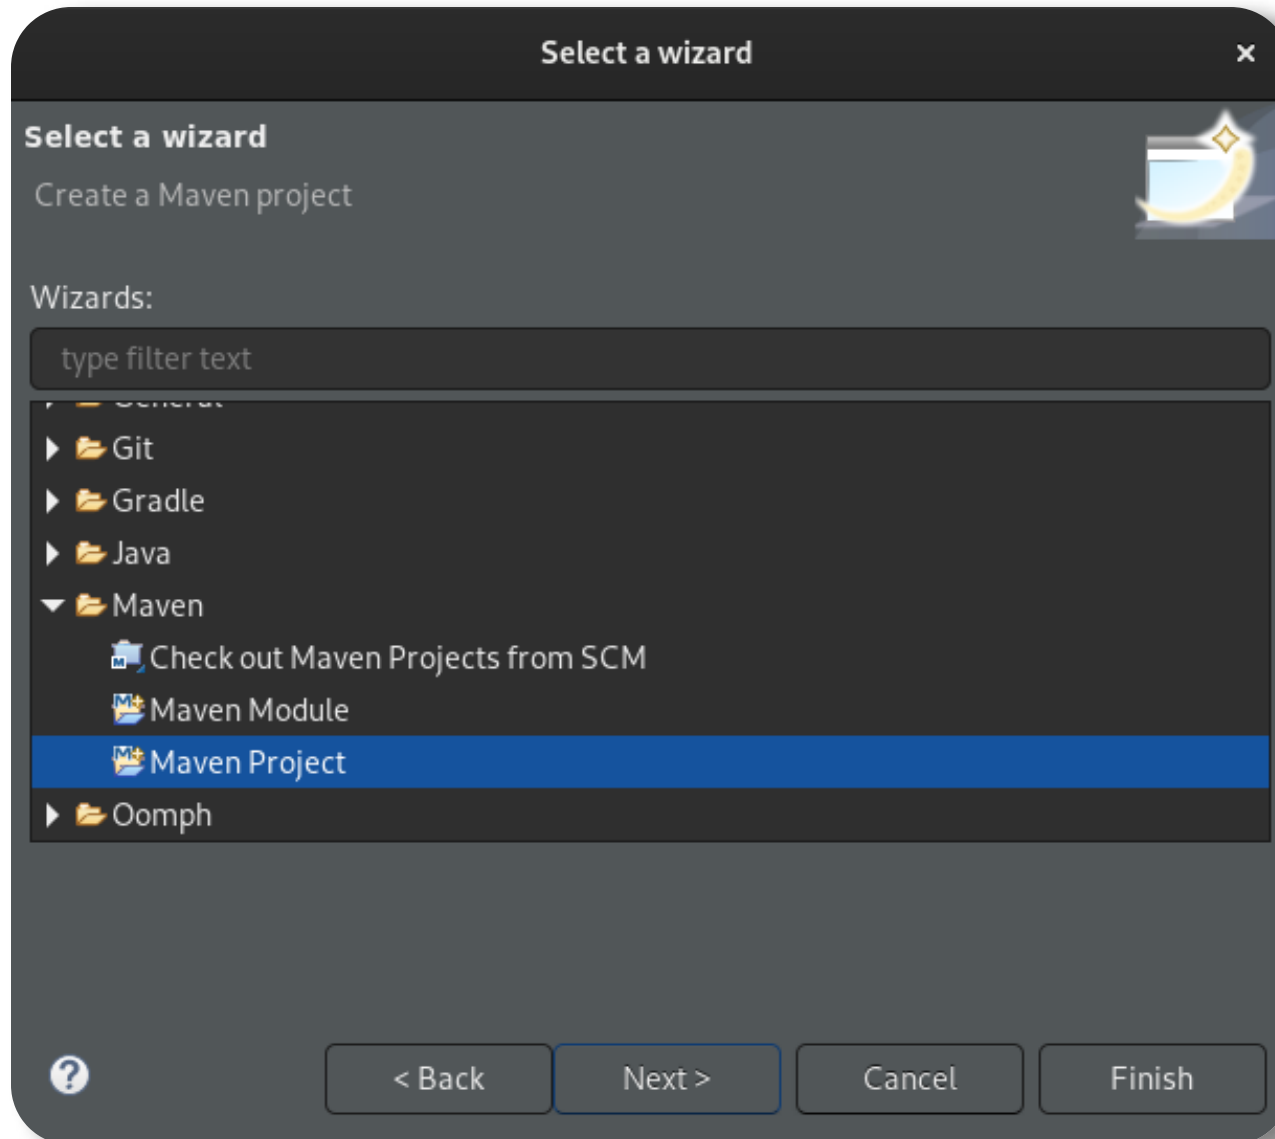 Select a wizard
Select a wizard
Create a Maven project
Wizards:
type filter text
General
Git
Gradle
Java
Maven
Check out Maven Projects from SCM
Maven Module
Maven Project
Oomph
< Back
Next >
Cancel
Finish